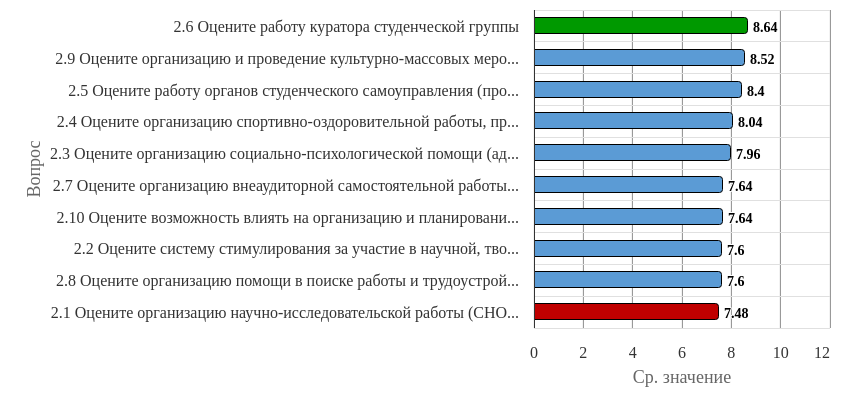 2.6 Оцените работу куратора студенческой группы
8.64
2.9 Оцените организацию и проведение культурно-массовых меро...
8.52
2.5 Оцените работу органов студенческого самоуправления (про...
8.4
2.4 Оцените организацию спортивно-оздоровительной работы, пр...
8.04
2.3 Оцените организацию социально-психологической помощи (ад...
7.96
2.7 Оцените организацию внеаудиторной самостоятельной работы...
7.64
2.10 Оцените возможность влиять на организацию и планировани...
7.64
2.2 Оцените систему стимулирования за участие в научной, тво...
7.6
2.8 Оцените организацию помощи в поиске работы и трудоустрой...
7.6
2.1 Оцените организацию научно-исследовательской работы (СНО...
7.48
Вопрос
0 2 4 6 8 10 12
Ср. значение